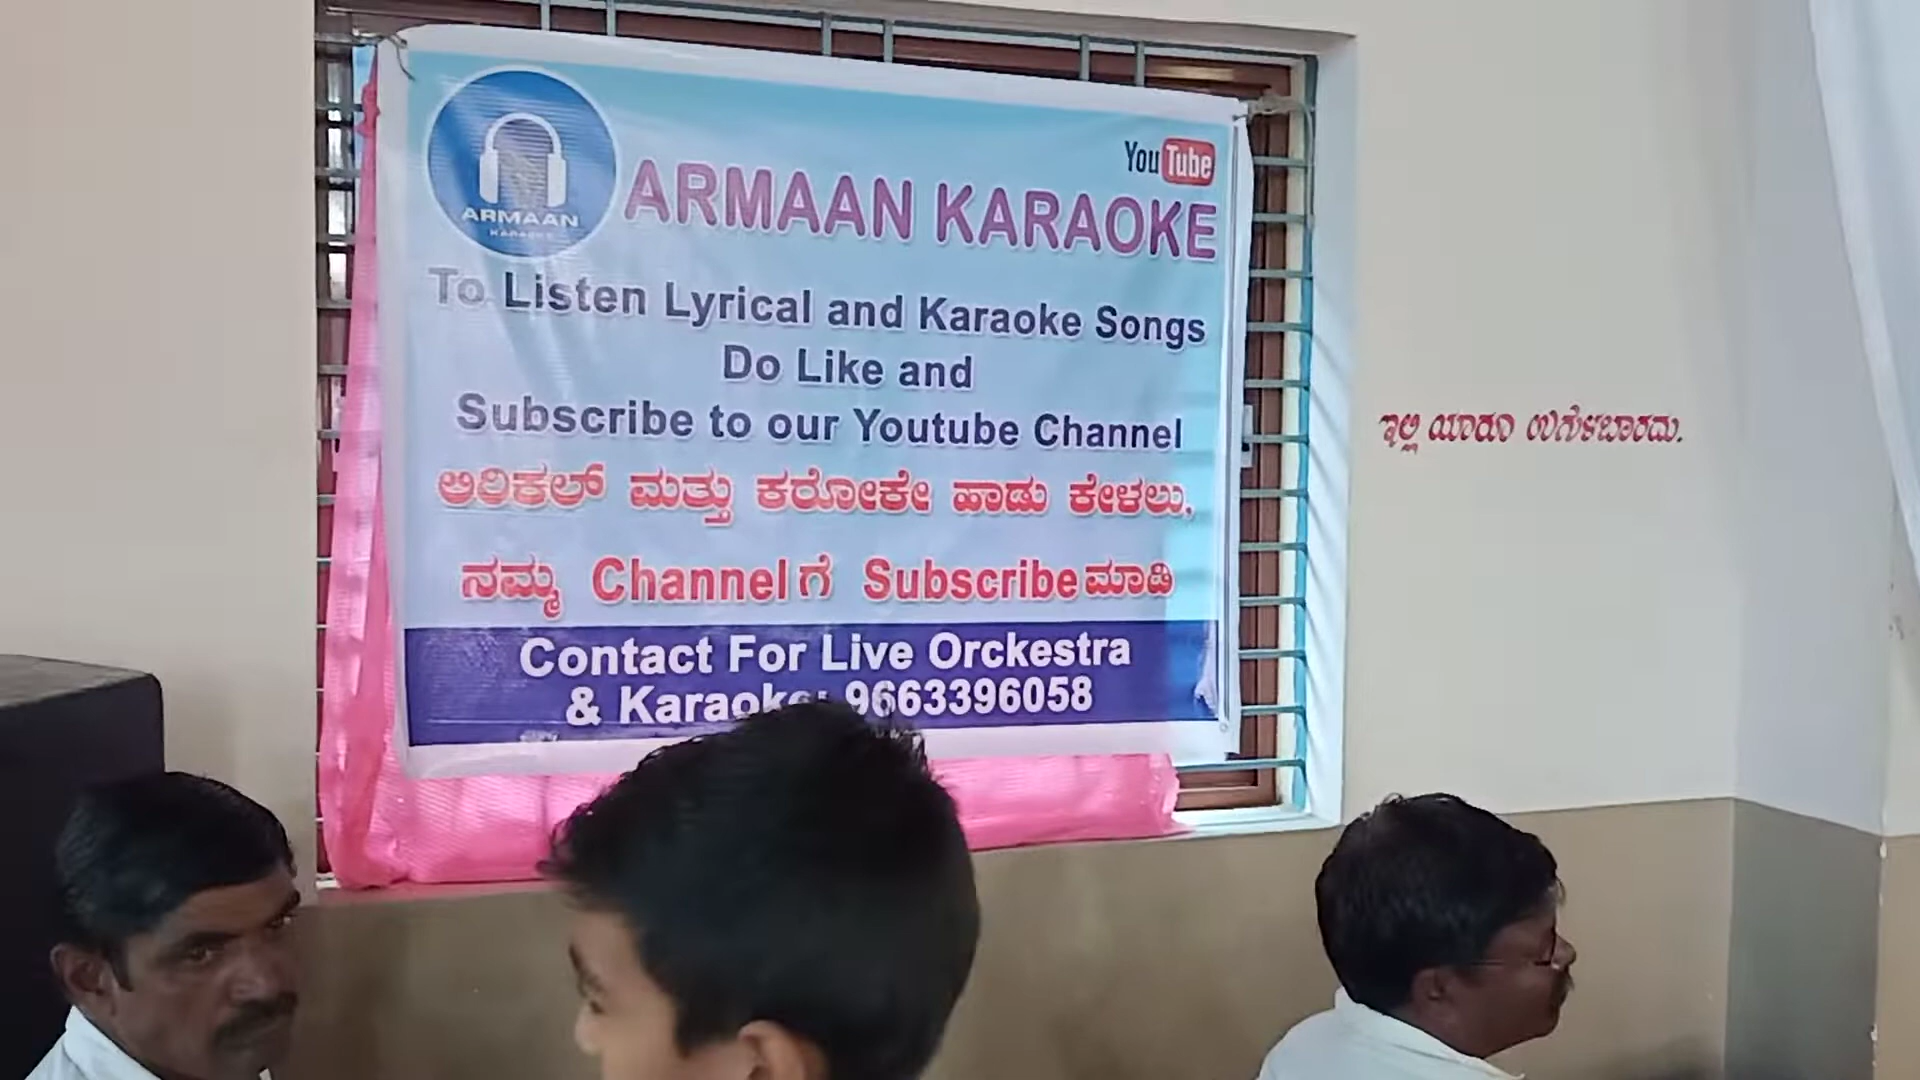 ARMAAN
KARAOKE
YouTube
ARMAAN KARAOKE
To Listen Lyrical and Karaoke Songs
Do Like and
Subscribe to our Youtube Channel
ಲಿರಿಕಲ್ ಮತ್ತು ಕರೋಕೇ ಹಾಡು ಕೇಳಲು,
ನಮ್ಮ Channel ಗೆ Subscribe ಮಾಡಿ
Contact For Live Orckestra
& Karaoke: 9663396058
ಇಲ್ಲಿ ಯಾರೂ ಉಗುಳಬಾರದು.